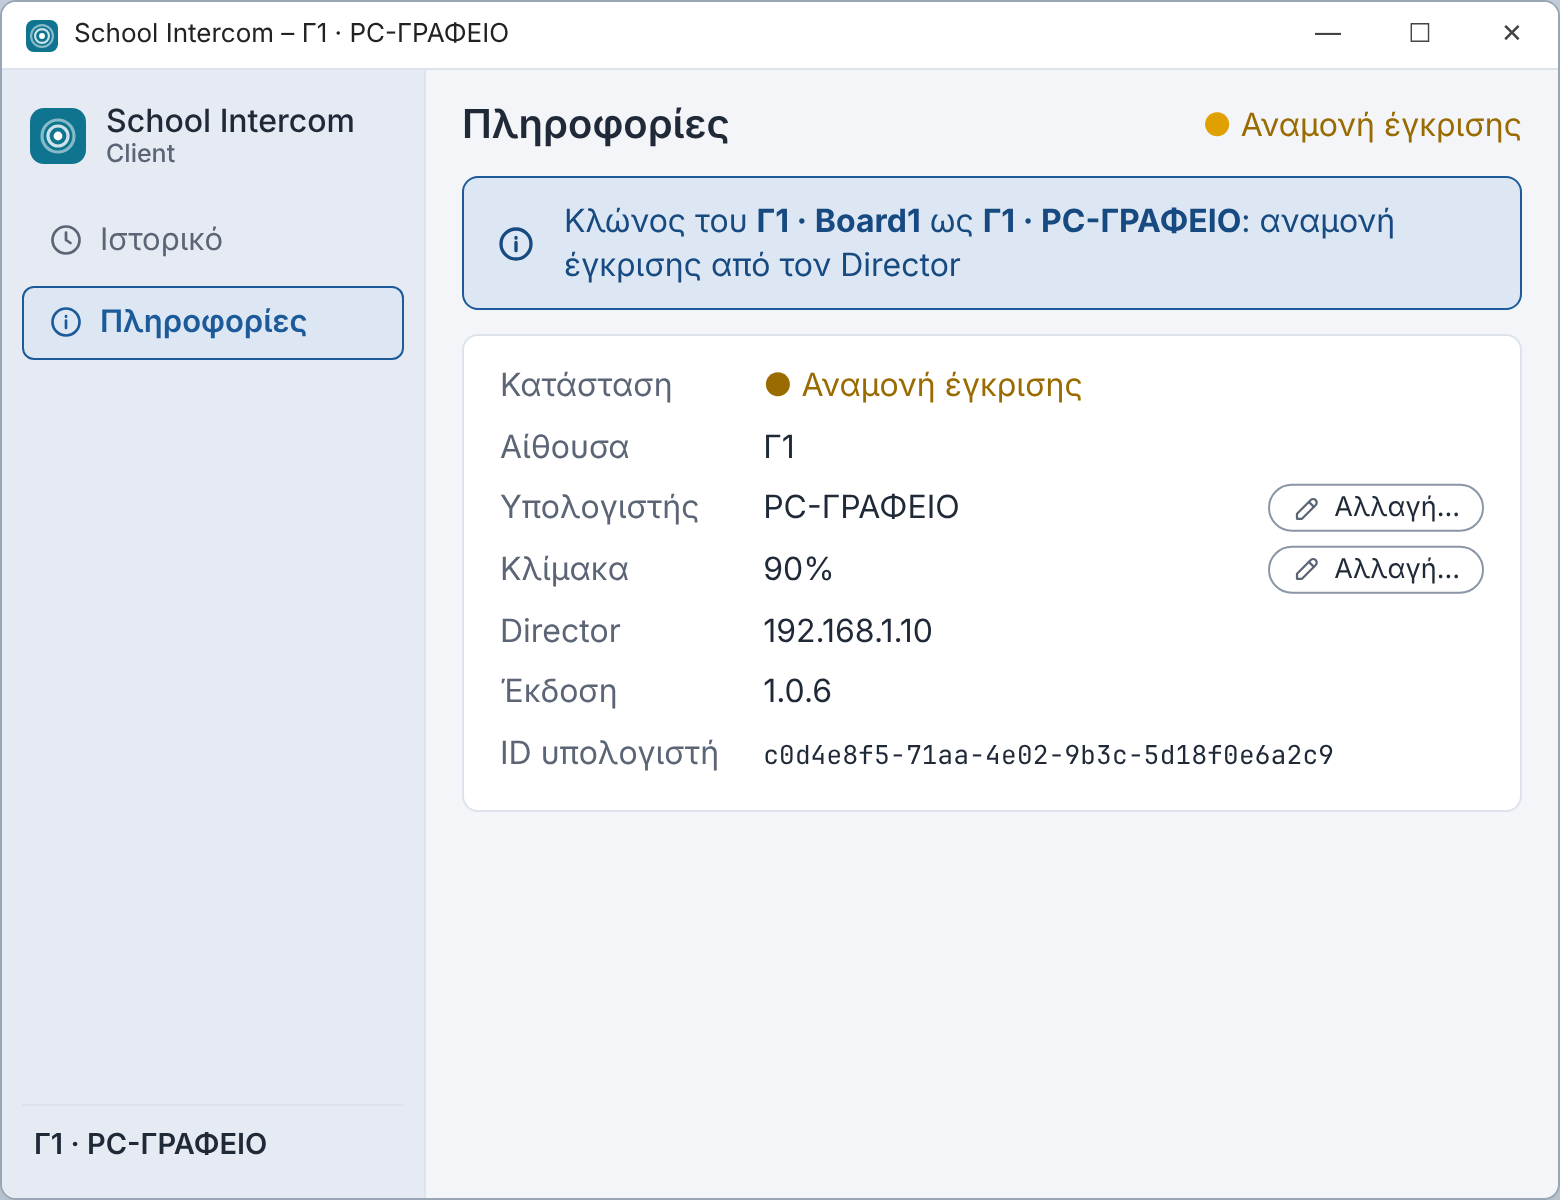 School Intercom – Γ1 · PC-ΓΡΑΦΕΙΟ
School Intercom
Client
Ιστορικό
Πληροφορίες
Γ1 · PC-ΓΡΑΦΕΙΟ
Πληροφορίες
Αναμονή έγκρισης
Κλώνος του Γ1 · Board1 ως Γ1 · PC-ΓΡΑΦΕΙΟ: αναμονή
έγκρισης από τον Director
Κατάσταση Αναμονή έγκρισης
Αίθουσα Γ1
Υπολογιστής PC-ΓΡΑΦΕΙΟ Αλλαγή...
Κλίμακα 90% Αλλαγή...
Director 192.168.1.10
Έκδοση 1.0.6
ID υπολογιστή c0d4e8f5-71aa-4e02-9b3c-5d18f0e6a2c9